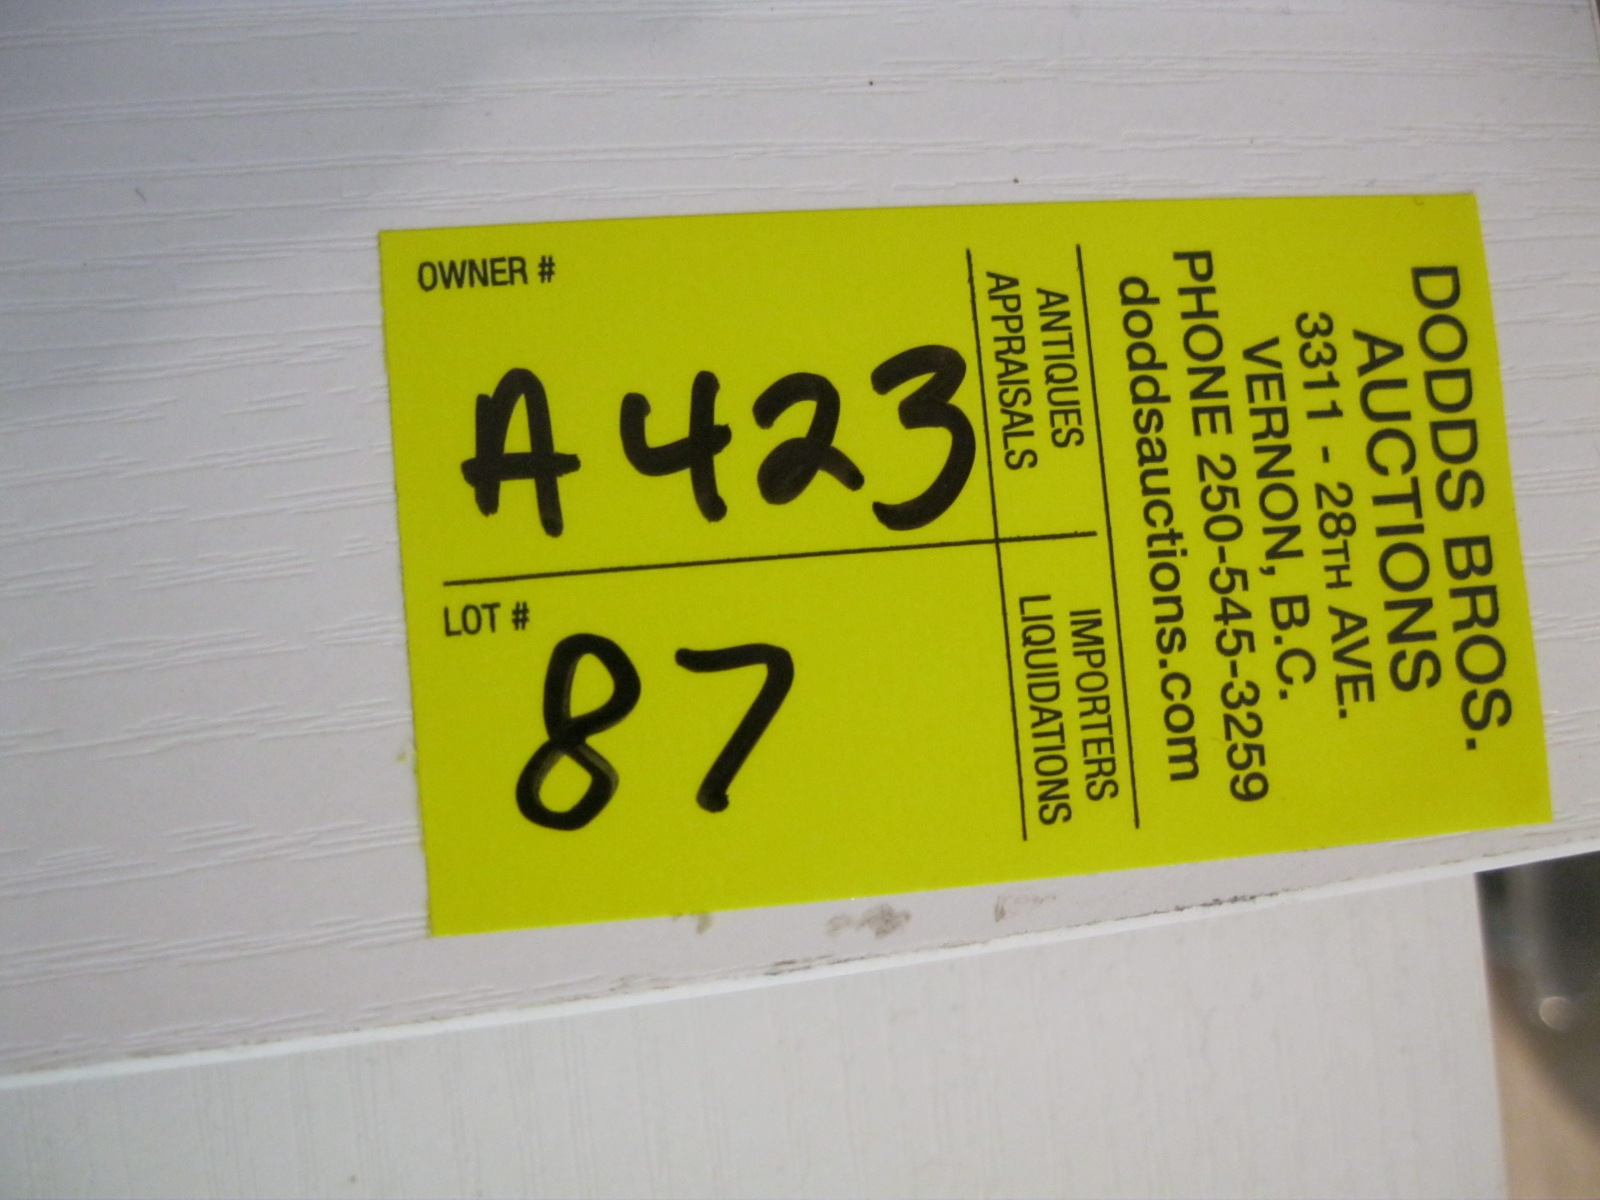 DODDS BROS.
AUCTIONS
3311 - 28TH AVE.
VERNON, B.C.
PHONE 250-545-3259
doddsauctions.com
ANTIQUES IMPORTERS
APPRAISALS LIQUIDATIONS
OWNER #
A 423
LOT #
87